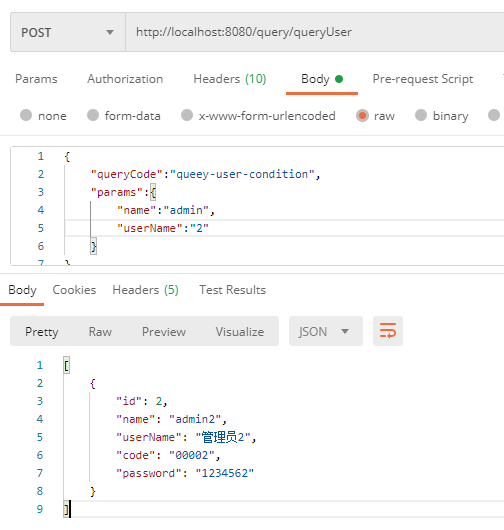 POST http://localhost:8080/query/queryUser
Params Authorization Headers (10) Body Pre-request Script
none form-data x-www-form-urlencoded raw binary
1 {
2 "queryCode":"queey-user-condition",
3 "params":{
4 "name":"admin",
5 "userName":"2"
6 }
7 }
Body Cookies Headers (5) Test Results
Pretty Raw Preview Visualize JSON
1 [
2 {
3 "id": 2,
4 "name": "admin2",
5 "userName": "管理员2",
6 "code": "00002",
7 "password": "1234562"
8 }
9 ]